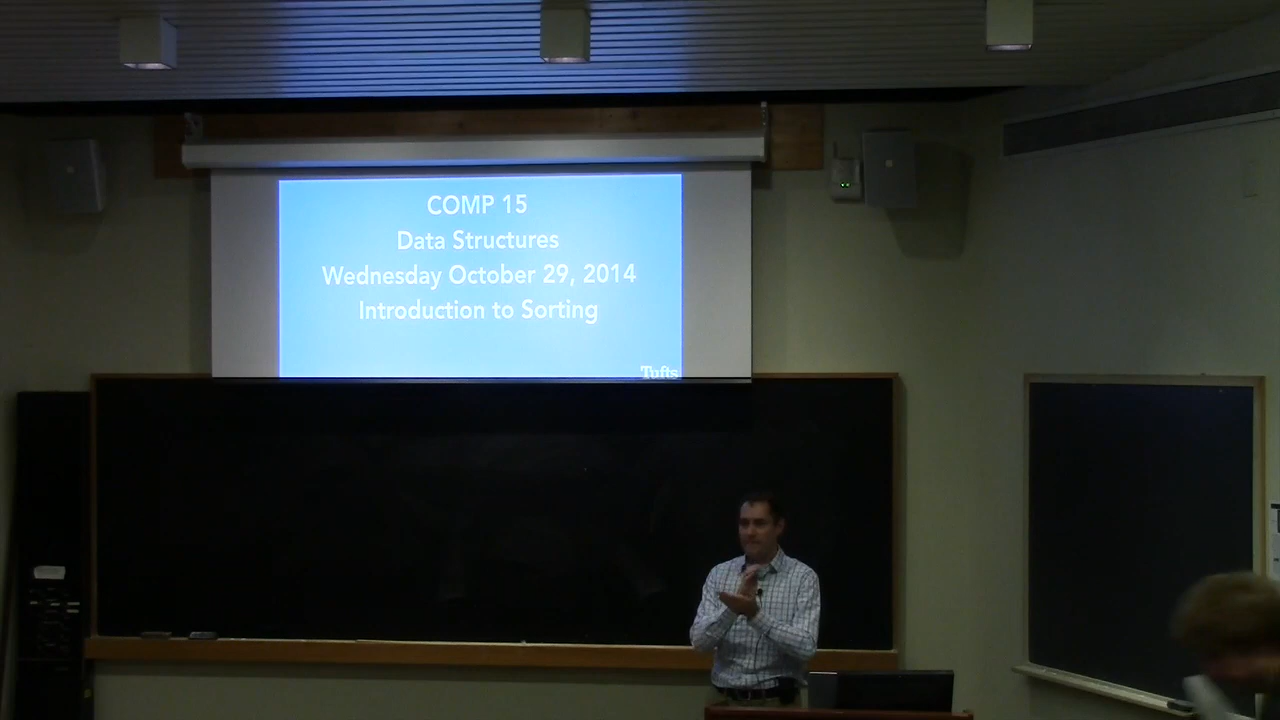 COMP 15
Data Structures
Wednesday October 29, 2014
Introduction to Sorting
Tufts